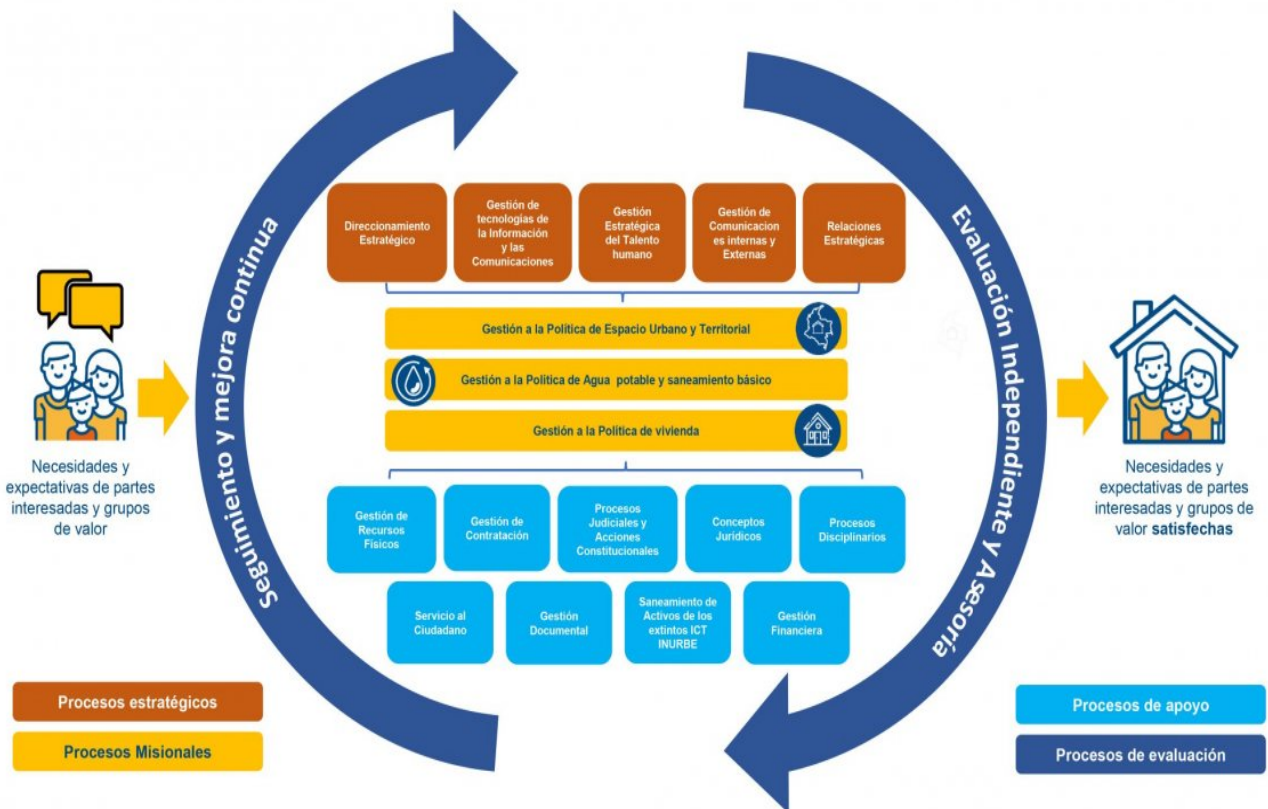 Seguimiento y mejora continua
Evaluación Independiente y Asesoría
Direccionamiento
Estratégico
Gestión de
tecnologías de
la Información
y las
Comunicaciones
Gestión
Estratégica
del Talento
humano
Gestión de
Comunicacion
es internas y
Externas
Relaciones
Estratégicas
Gestión a la Política de Espacio Urbano y Territorial
Gestión a la Política de Agua potable y saneamiento básico
Gestión a la Política de vivienda
Necesidades y
expectativas de partes
interesadas y grupos
de valor
Necesidades y
expectativas de partes
interesadas y grupos de
valor satisfechas
Gestión de
Recursos
Físicos
Gestión de
Contratación
Procesos
Judiciales y
Acciones
Constitucionales
Conceptos
Jurídicos
Procesos
Disciplinarios
Servicio al
Ciudadano
Gestión
Documental
Saneamiento de
Activos de los
extintos ICT
INURBE
Gestión
Financiera
Procesos estratégicos
Procesos Misionales
Procesos de apoyo
Procesos de evaluación